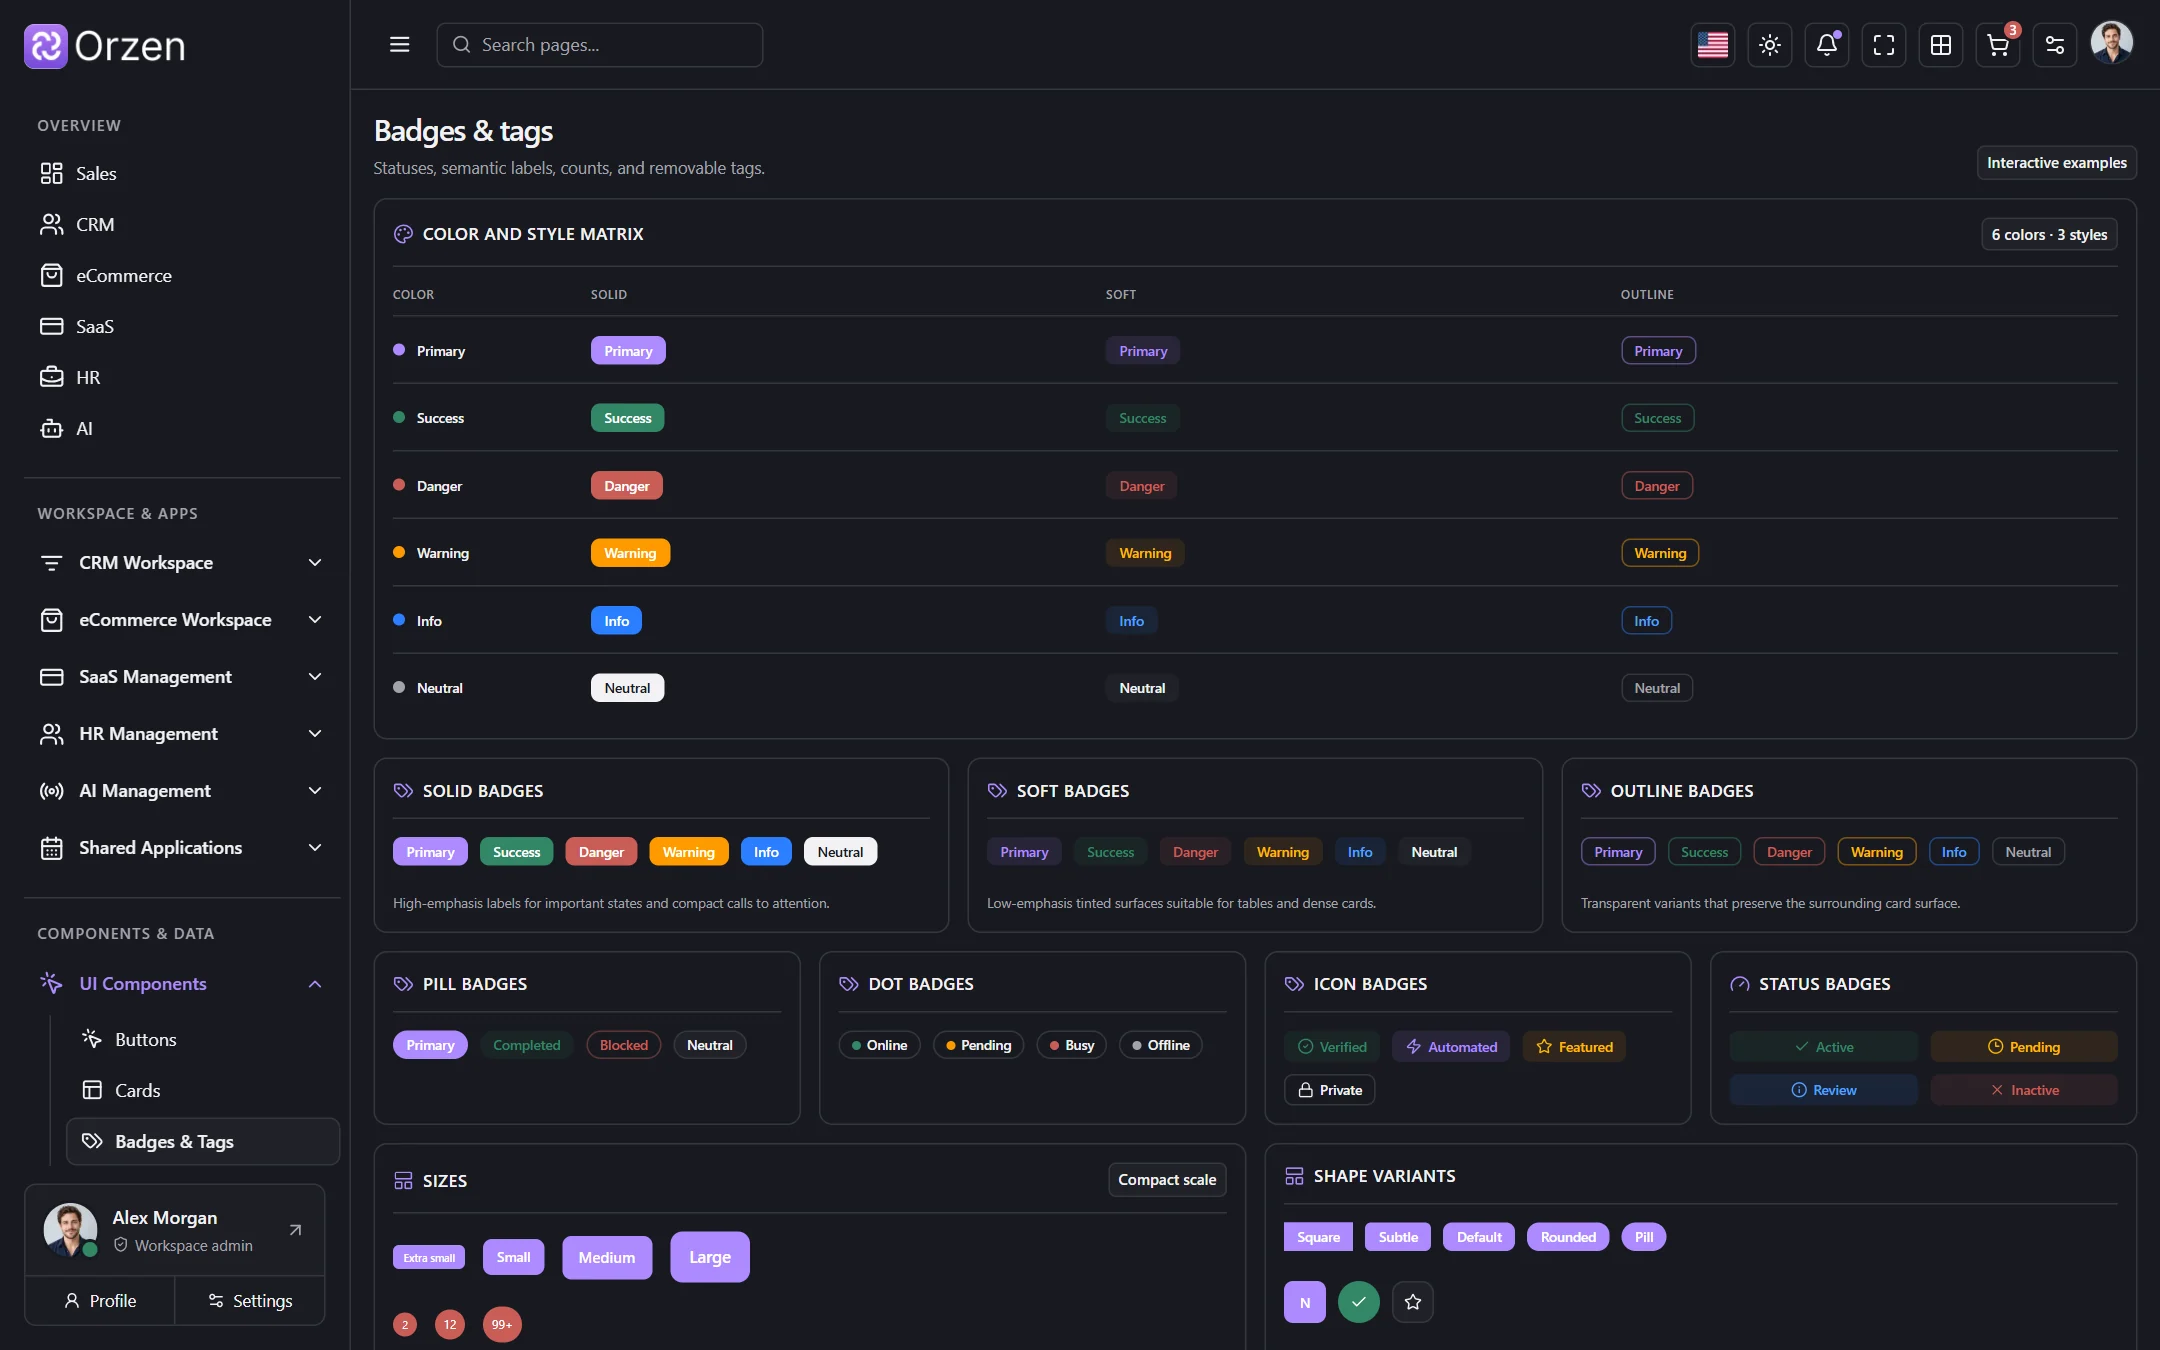 Orzen
Search pages...
3
OVERVIEW
Sales
CRM
eCommerce
SaaS
HR
AI
WORKSPACE & APPS
CRM Workspace
eCommerce Workspace
SaaS Management
HR Management
AI Management
Shared Applications
COMPONENTS & DATA
UI Components
Buttons
Cards
Badges & Tags
Alex Morgan
Workspace admin
Profile Settings
Badges & tags
Statuses, semantic labels, counts, and removable tags.
Interactive examples
COLOR AND STYLE MATRIX
6 colors · 3 styles
COLOR SOLID SOFT OUTLINE
Primary Primary Primary Primary
Success Success Success Success
Danger Danger Danger Danger
Warning Warning Warning Warning
Info Info Info Info
Neutral Neutral Neutral Neutral
SOLID BADGES
Primary Success Danger Warning Info Neutral
High-emphasis labels for important states and compact calls to attention.
SOFT BADGES
Primary Success Danger Warning Info Neutral
Low-emphasis tinted surfaces suitable for tables and dense cards.
OUTLINE BADGES
Primary Success Danger Warning Info Neutral
Transparent variants that preserve the surrounding card surface.
PILL BADGES
Primary Completed Blocked Neutral
DOT BADGES
Online Pending Busy Offline
ICON BADGES
Verified Automated Featured
Private
STATUS BADGES
Active Pending
Review Inactive
SIZES
Compact scale
Extra small Small Medium Large
2 12 99+
SHAPE VARIANTS
Square Subtle Default Rounded Pill
N